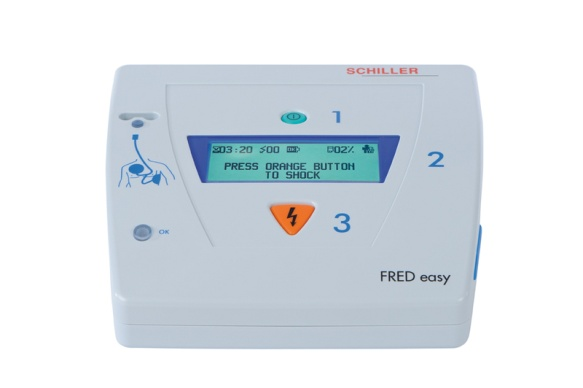 SCHILLER
1
03:20 00 02%
PRESS ORANGE BUTTON
TO SHOCK
2
3
OK
FRED easy